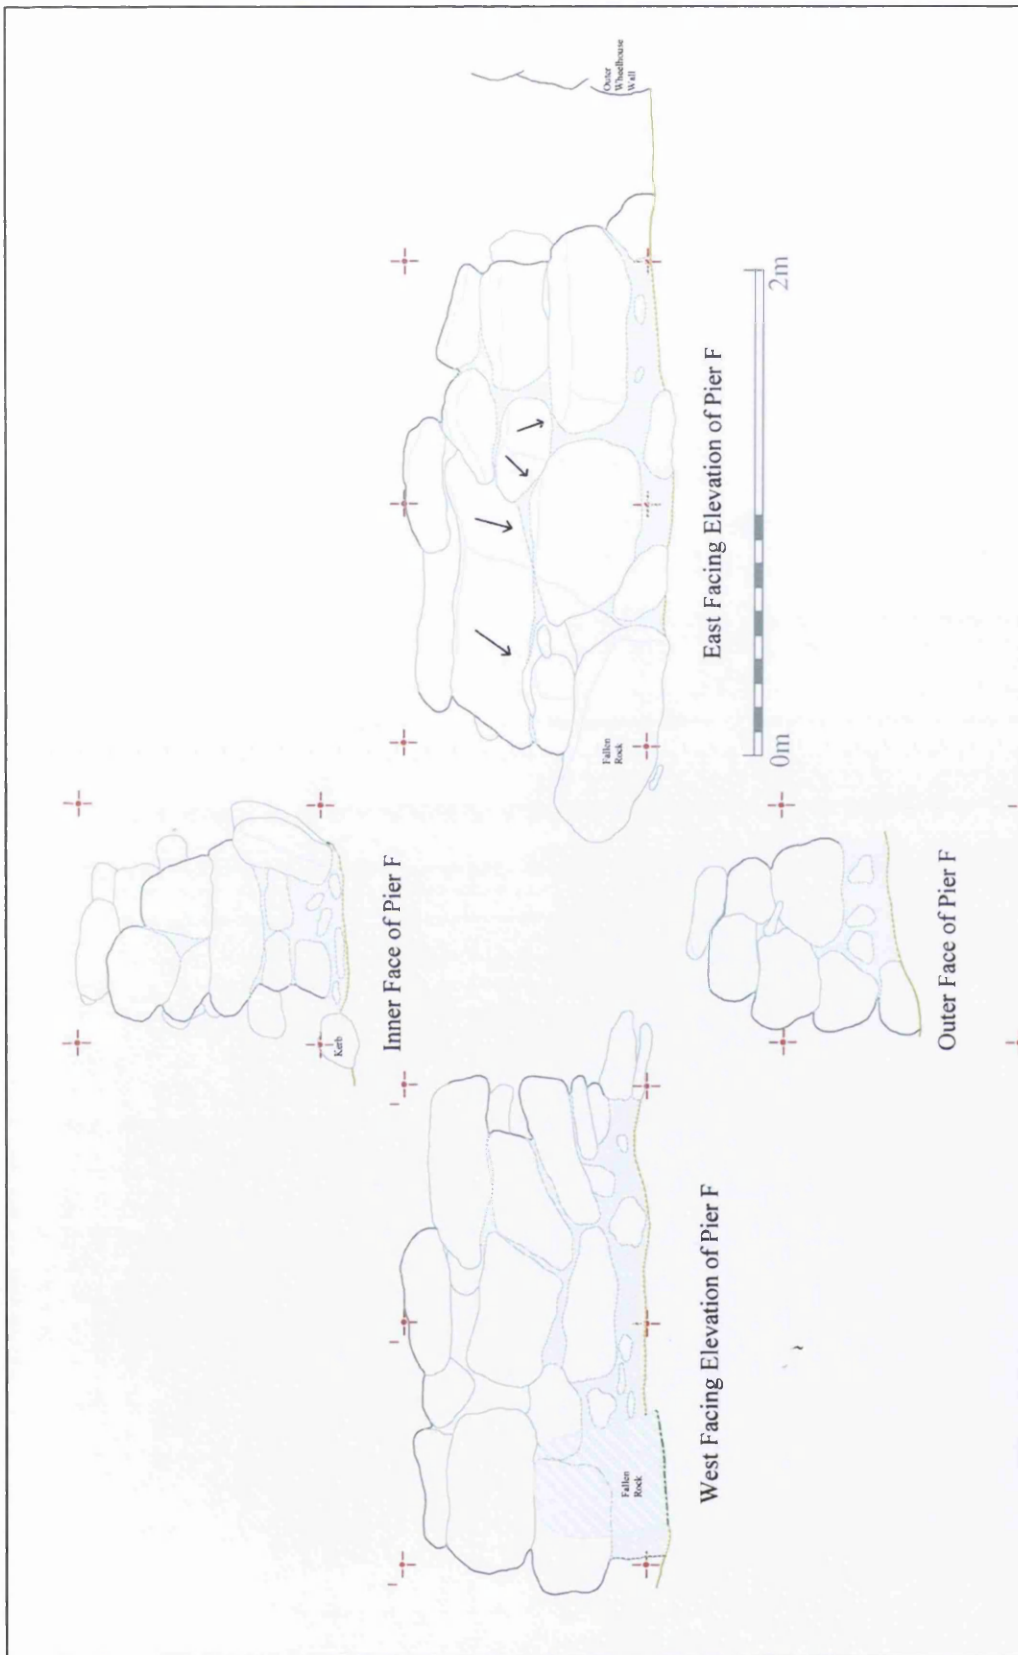 Outer
Wheelhouse
Wall
Fallen
Rock
East Facing Elevation of Pier F
0m
2m
Kerb
Inner Face of Pier F
Outer Face of Pier F
Fallen
Rock
West Facing Elevation of Pier F